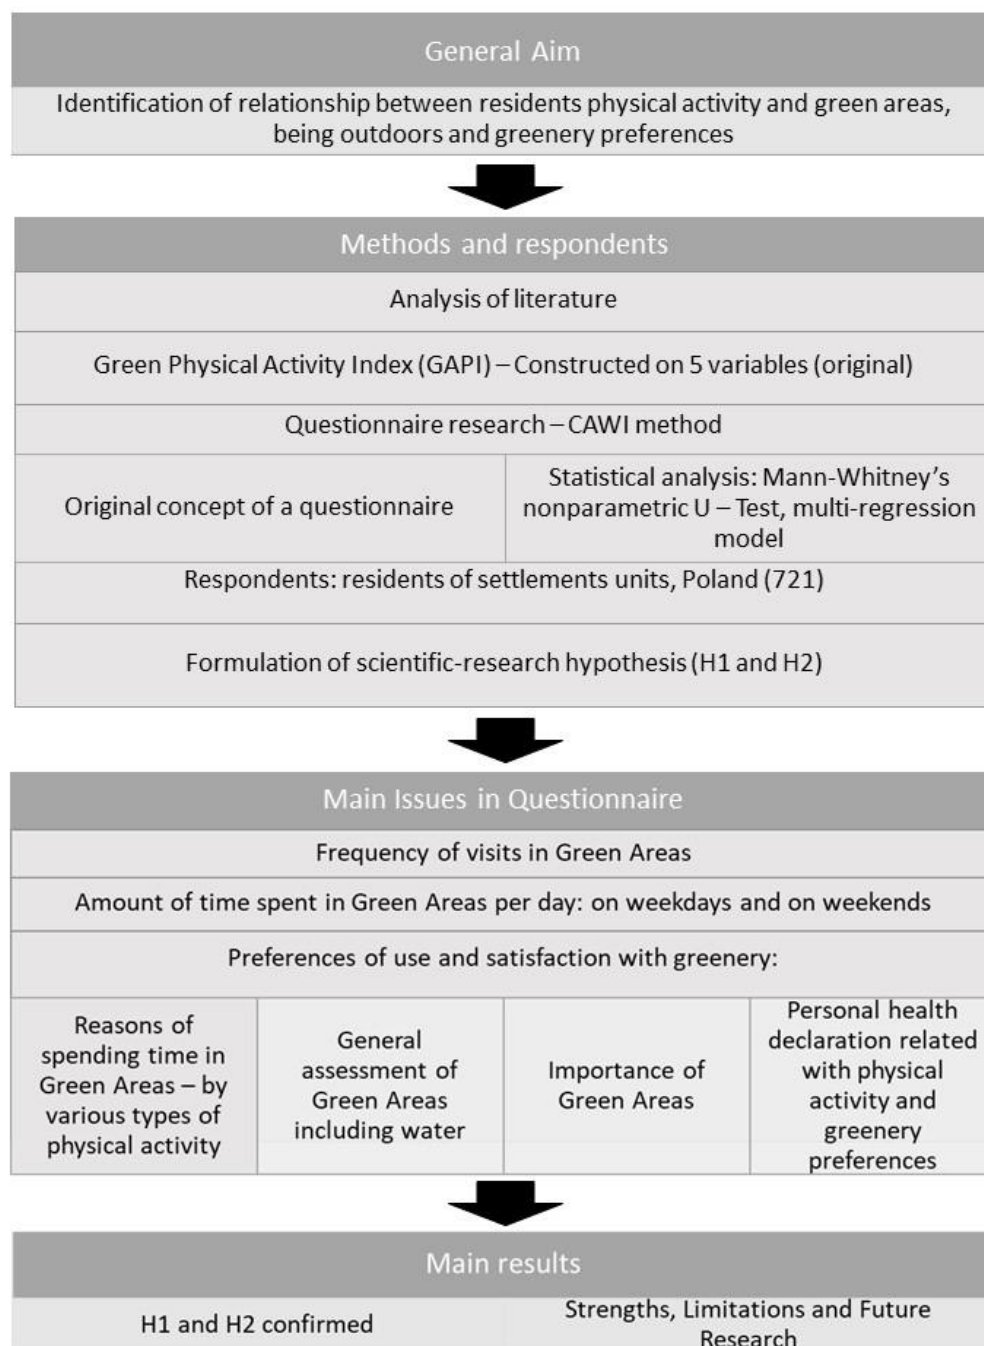 General Aim
Identification of relationship between residents physical activity and green areas,
being outdoors and greenery preferences
Methods and respondents
Analysis of literature
Green Physical Activity Index (GAPI) – Constructed on 5 variables (original)
Questionnaire research – CAWI method
Original concept of a questionnaire
Statistical analysis: Mann-Whitney's
nonparametric U – Test, multi-regression
model
Respondents: residents of settlements units, Poland (721)
Formulation of scientific-research hypothesis (H1 and H2)
Main Issues in Questionnaire
Frequency of visits in Green Areas
Amount of time spent in Green Areas per day: on weekdays and on weekends
Preferences of use and satisfaction with greenery:
Reasons of
spending time in
Green Areas – by
various types of
physical activity
General
assessment of
Green Areas
including water
Importance of
Green Areas
Personal health
declaration related
with physical
activity and
greenery
preferences
Main results
H1 and H2 confirmed
Strengths, Limitations and Future
Research